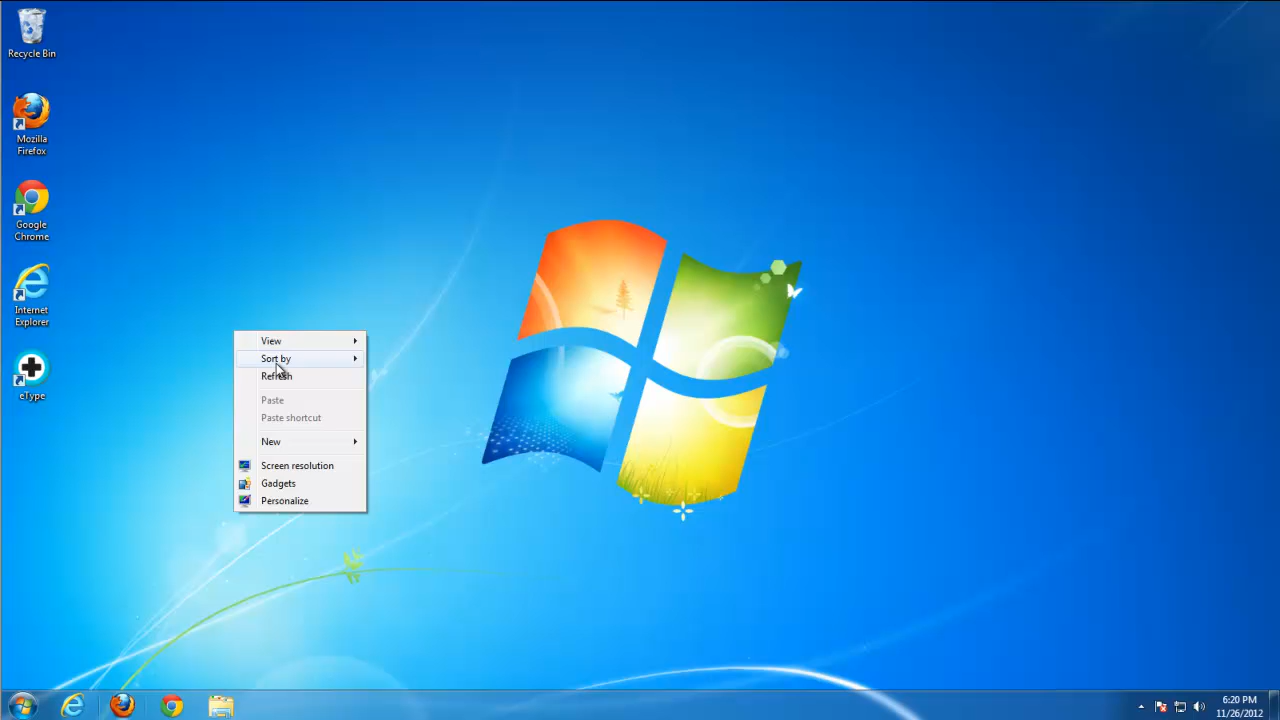 Recycle Bin
Mozilla
Firefox
Google
Chrome
Internet
Explorer
eType
View
Sort by
Refresh
Paste
Paste shortcut
New
Screen resolution
Gadgets
Personalize
6:20 PM
11/26/2012